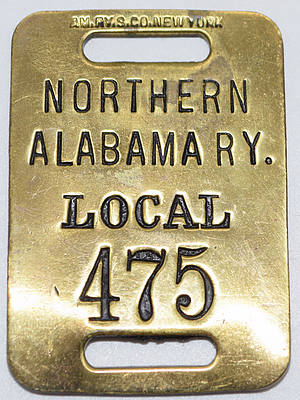 AM.RY.S.CO.NEW YORK
NORTHERN
ALABAMA RY.
LOCAL
475